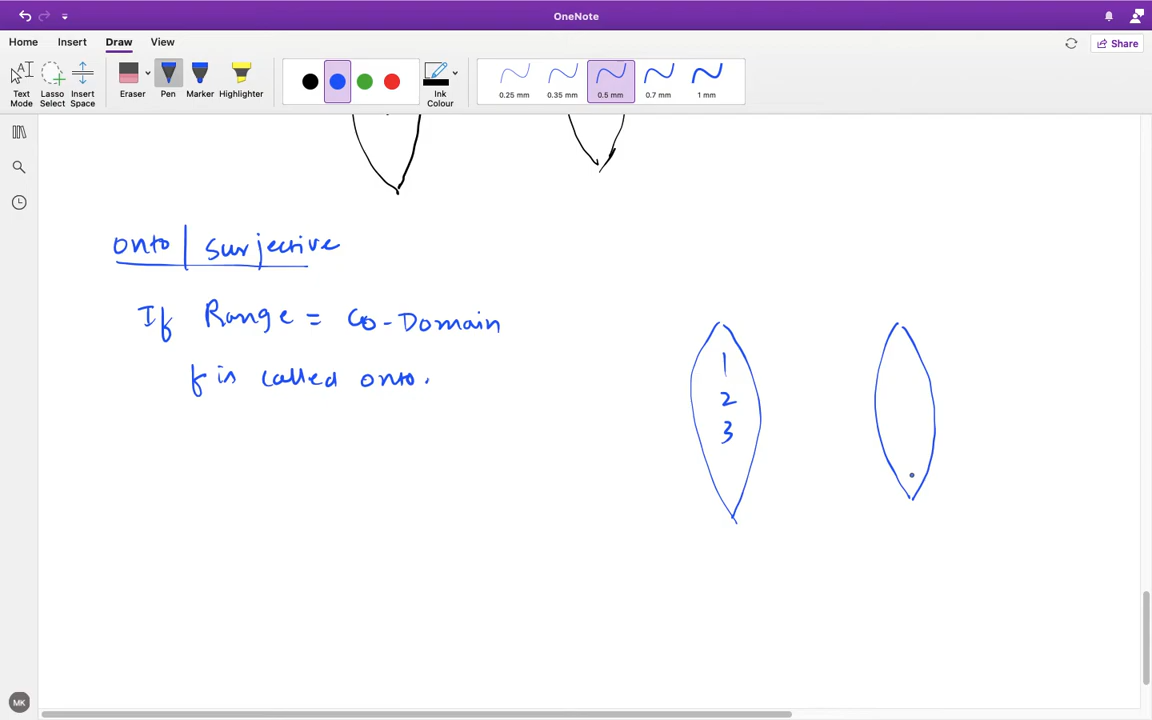 OneNote
Home Insert Draw View
Share
Text Mode
Lasso Select
Insert Space
Eraser
Pen
Marker
Highlighter
Ink Colour
0.25 mm
0.35 mm
0.5 mm
0.7 mm
1 mm
onto | surjective
If Range = Co-Domain
f is called onto.
1
2
3
MK